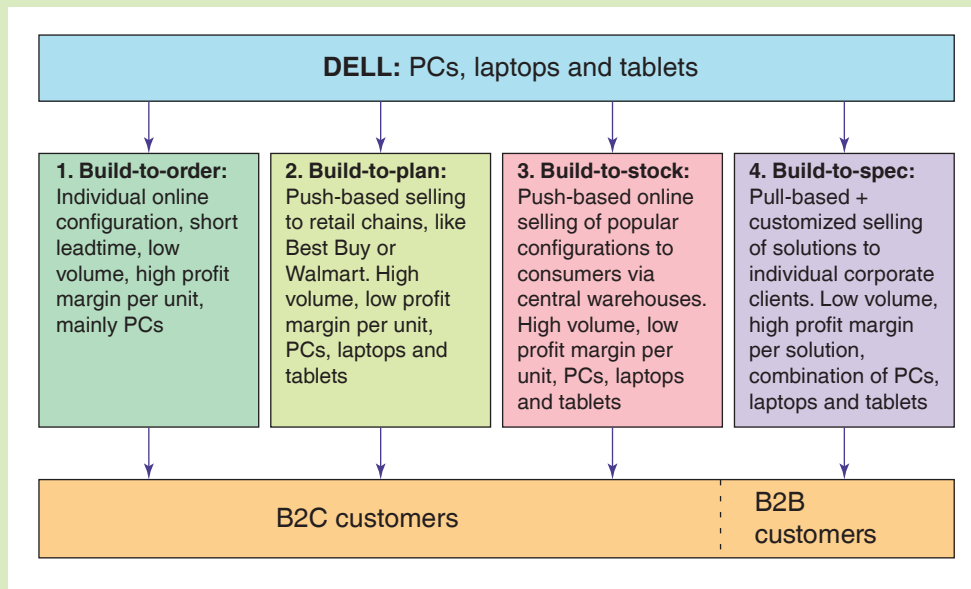 DELL: PCs, laptops and tablets
1. Build-to-order:
Individual online
configuration, short
leadtime, low
volume, high profit
margin per unit,
mainly PCs
2. Build-to-plan:
Push-based selling
to retail chains, like
Best Buy or
Walmart. High
volume, low profit
margin per unit,
PCs, laptops and
tablets
3. Build-to-stock:
Push-based online
selling of popular
configurations to
consumers via
central warehouses.
High volume, low
profit margin per
unit, PCs, laptops
and tablets
4. Build-to-spec:
Pull-based +
customized selling
of solutions to
individual corporate
clients. Low volume,
high profit margin
per solution,
combination of PCs,
laptops and tablets
B2C customers
B2B
customers